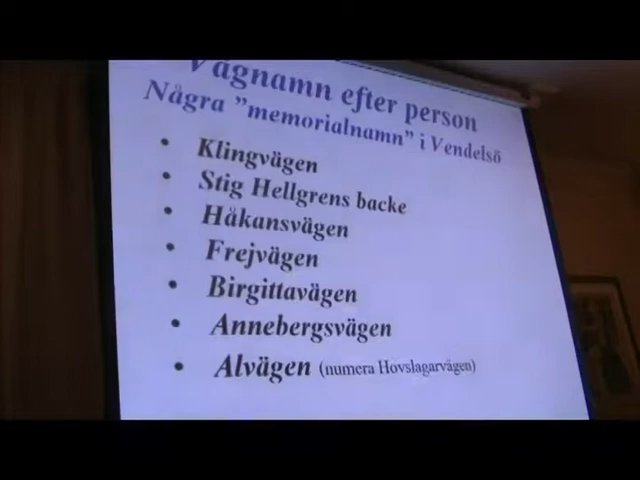 Vägnamn efter person
Några ”memorialnamn” i Vendelsö
• Klingvägen
• Stig Hellgrens backe
• Håkansvägen
• Frejvägen
• Birgittavägen
• Annebergsvägen
• Alvägen (numera Hovslagarvägen)